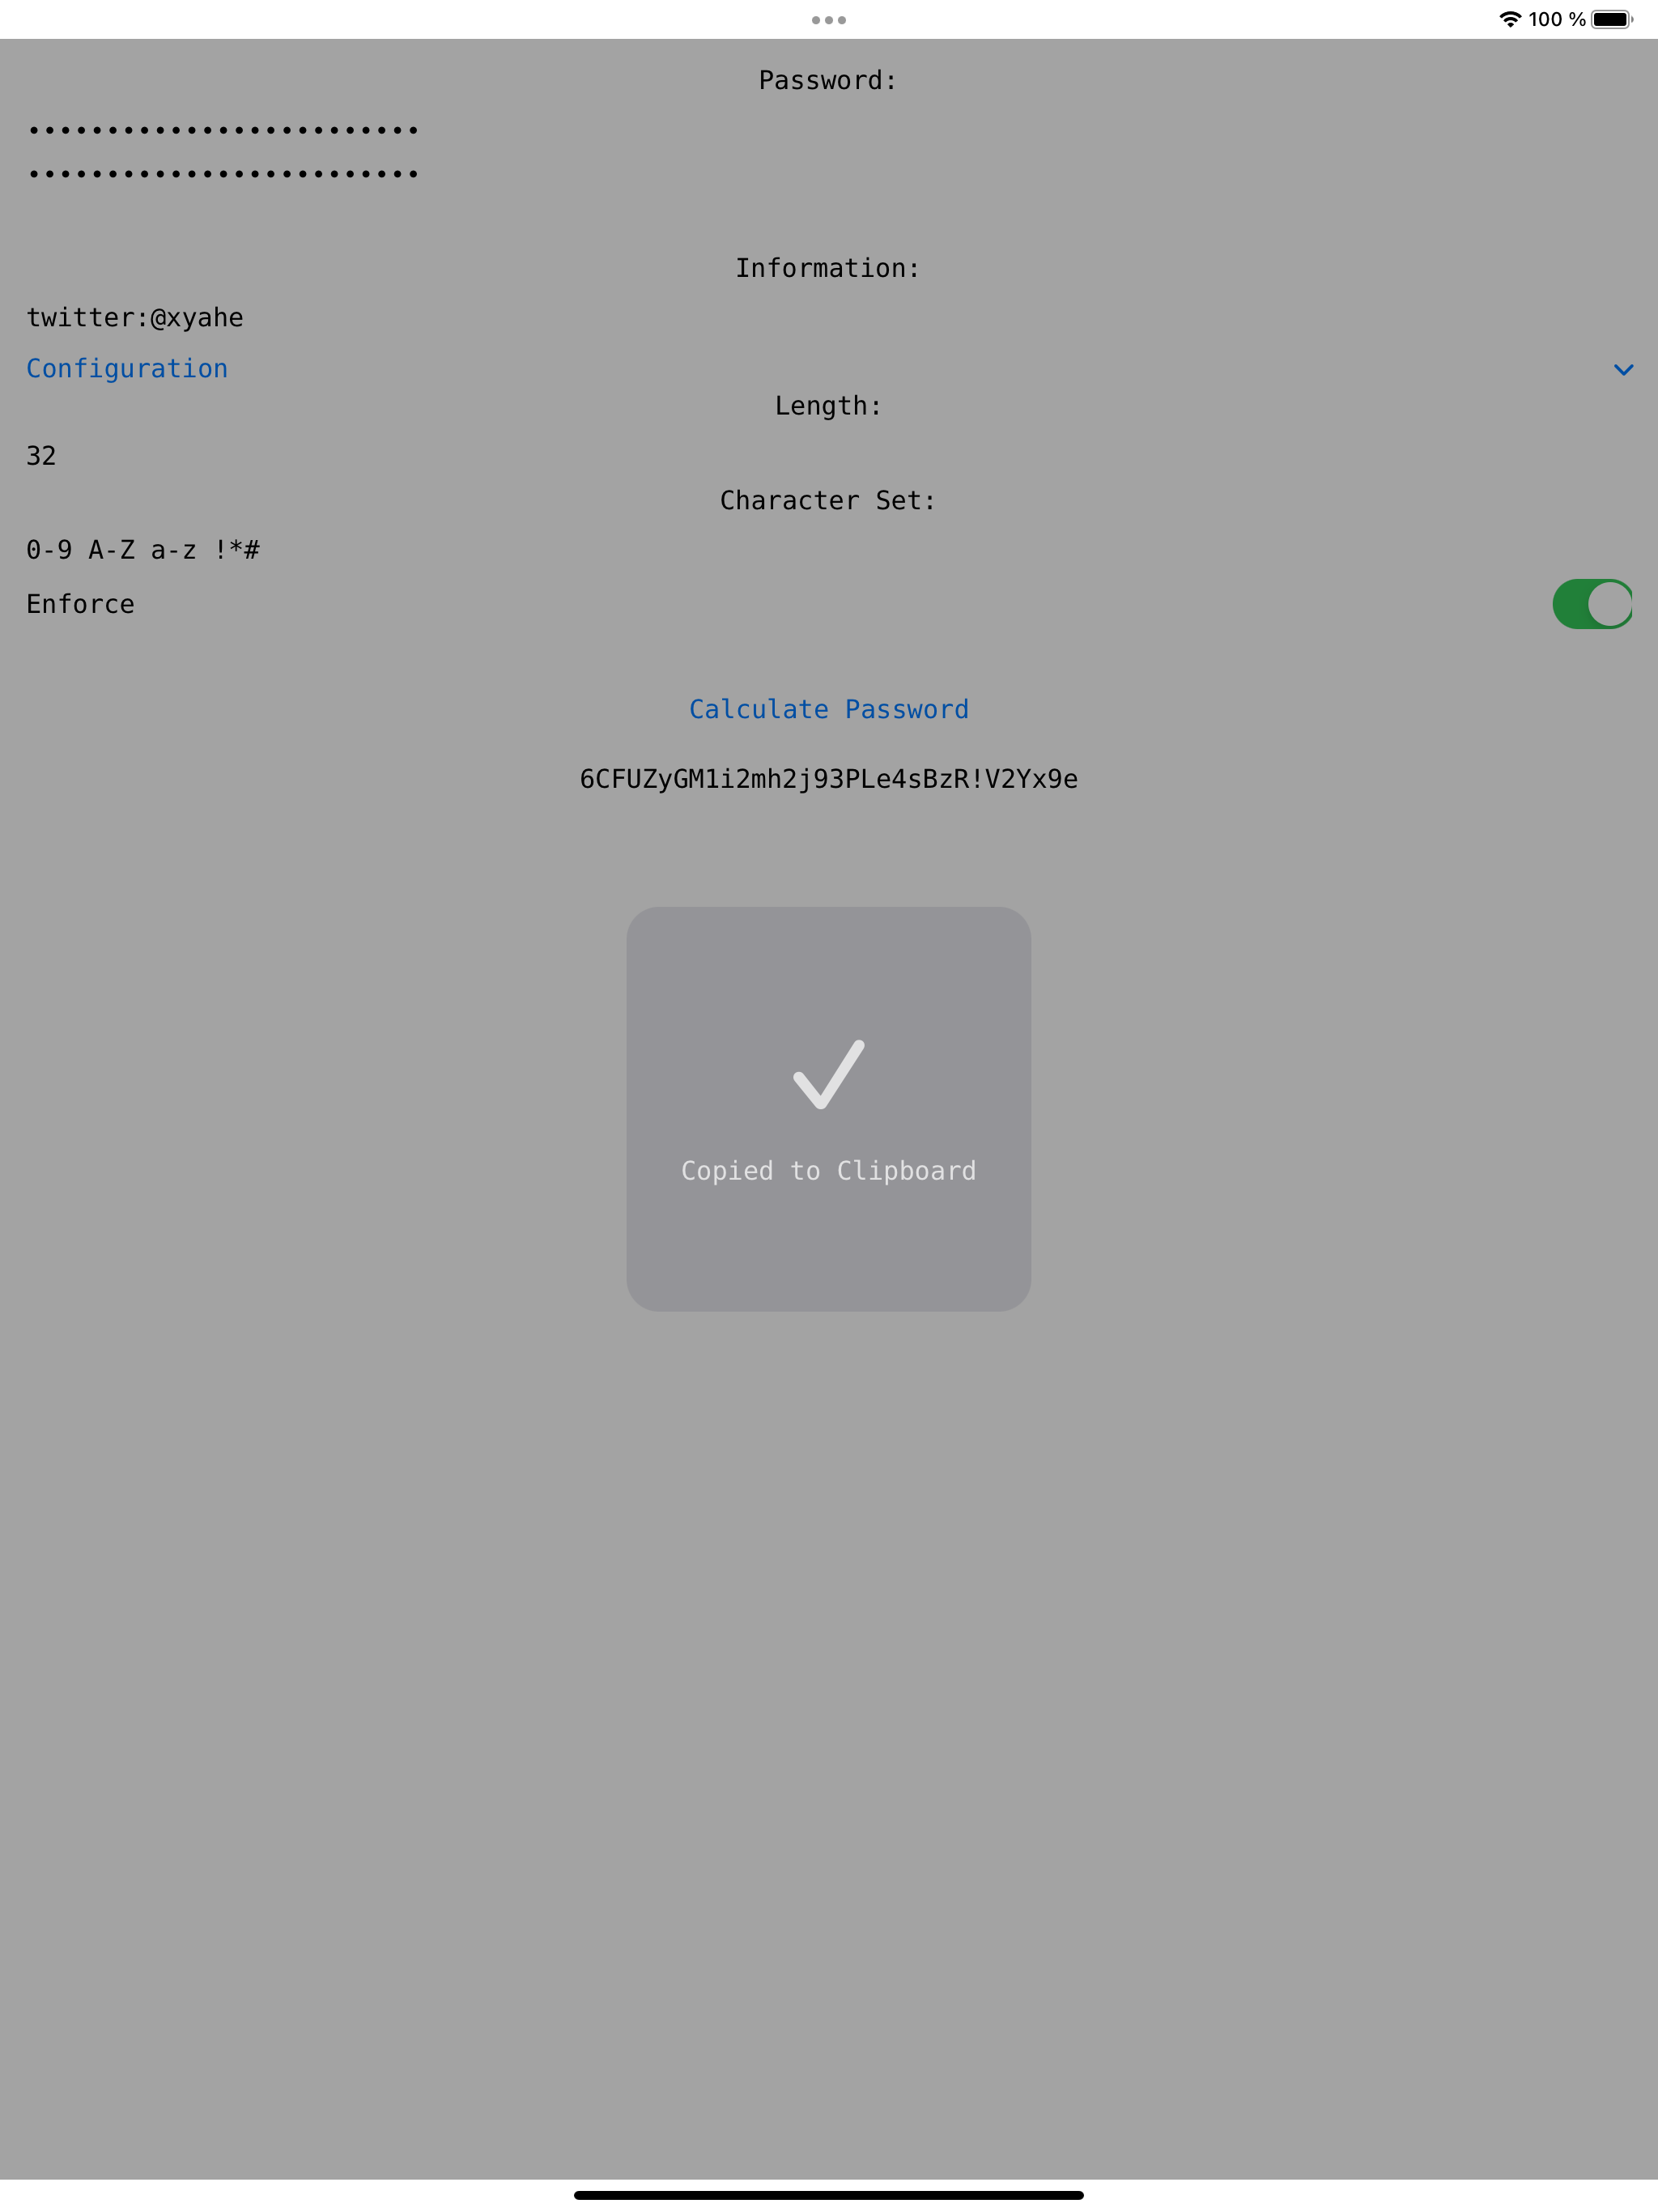 100 %
Password:
•••••••••••••••••••••••••
•••••••••••••••••••••••••
Information:
twitter:@xyahe
Configuration
Length:
32
Character Set:
0-9 A-Z a-z !*#
Enforce
Calculate Password
6CFUZyGM1i2mh2j93PLe4sBzR!V2Yx9e
Copied to Clipboard